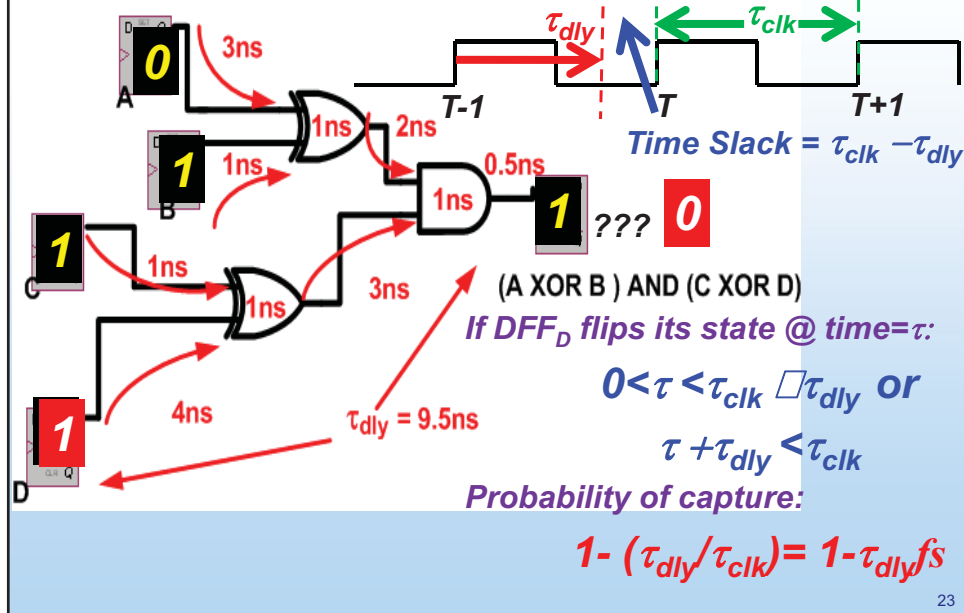 D SET Q
0
A
3ns
τdly
τclk
T-1
T
T+1
Time Slack = τclk –τdly
1ns
2ns
D
1
B
1ns
0.5ns
1ns
1
???
0
1
C
1ns
1ns
3ns
(A XOR B ) AND (C XOR D)
If DFFD flips its state @ time=τ:
0<τ <τclk □τdly or
τ +τdly <τclk
4ns
τdly = 9.5ns
1
CLR Q
D
Probability of capture:
1- (τdly/τclk)= 1-τdlyfs
23